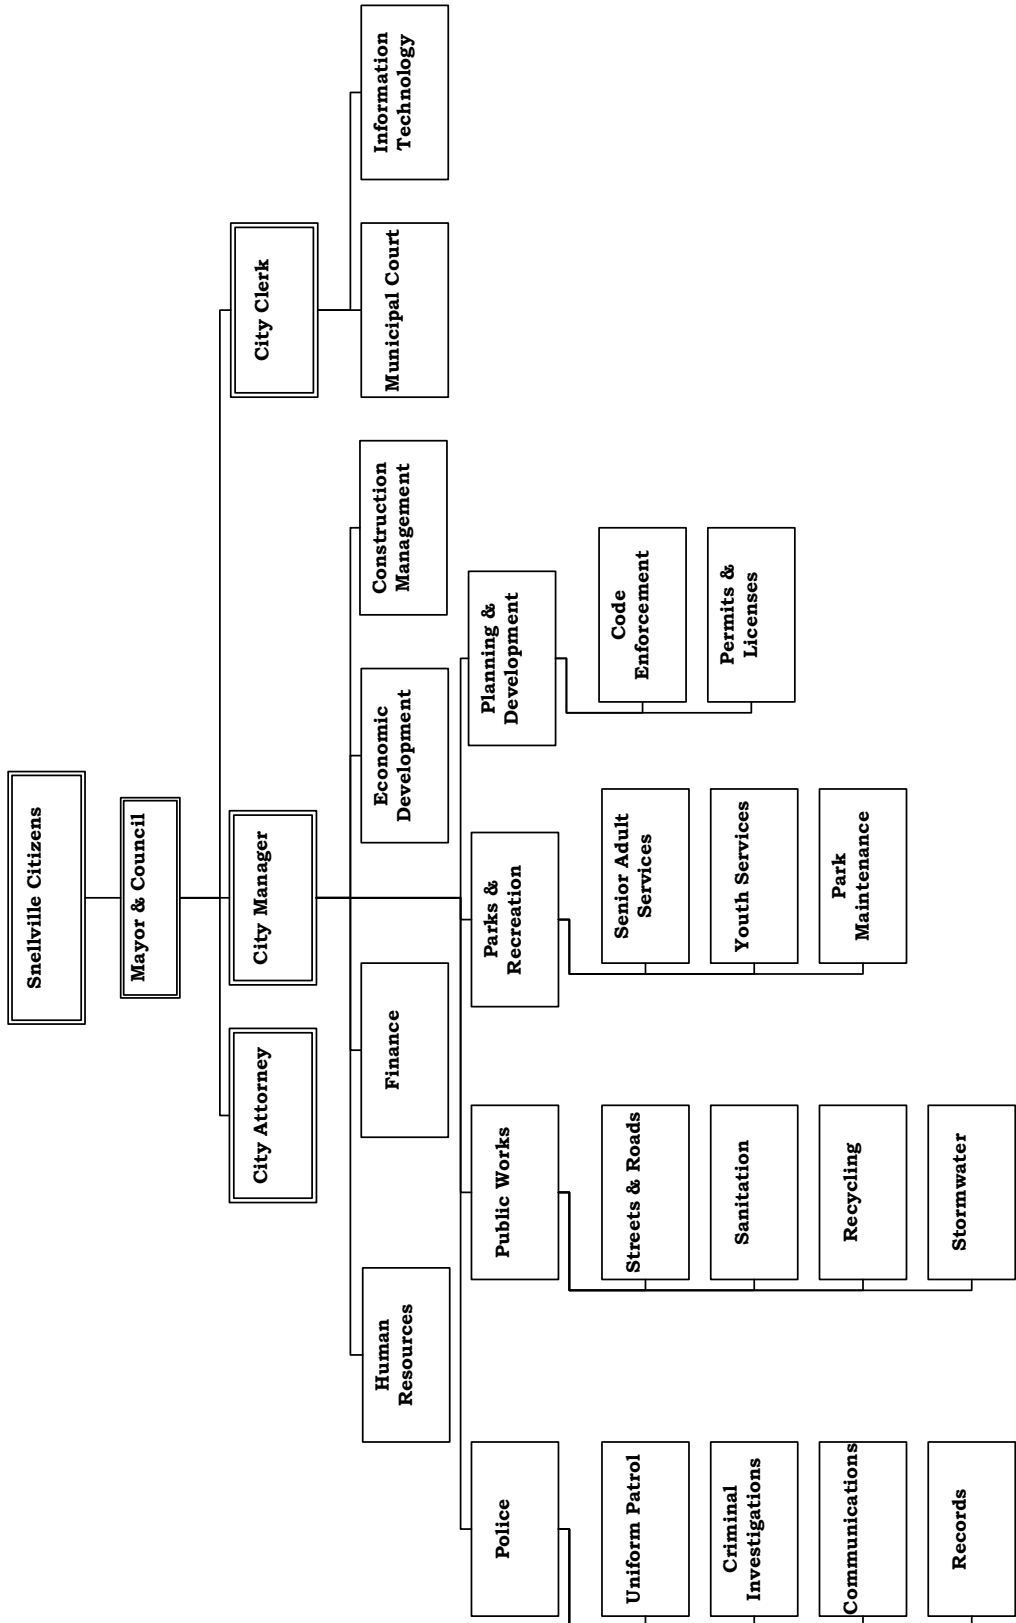 Snellville Citizens
Mayor & Council
City Attorney
City Manager
City Clerk
Human
Resources
Finance
Economic
Development
Construction
Management
Municipal Court
Information
Technology
Police
Public Works
Parks &
Recreation
Planning &
Development
Uniform Patrol
Streets & Roads
Senior Adult
Services
Code
Enforcement
Criminal
Investigations
Sanitation
Youth Services
Permits &
Licenses
Communications
Recycling
Park
Maintenance
Records
Stormwater